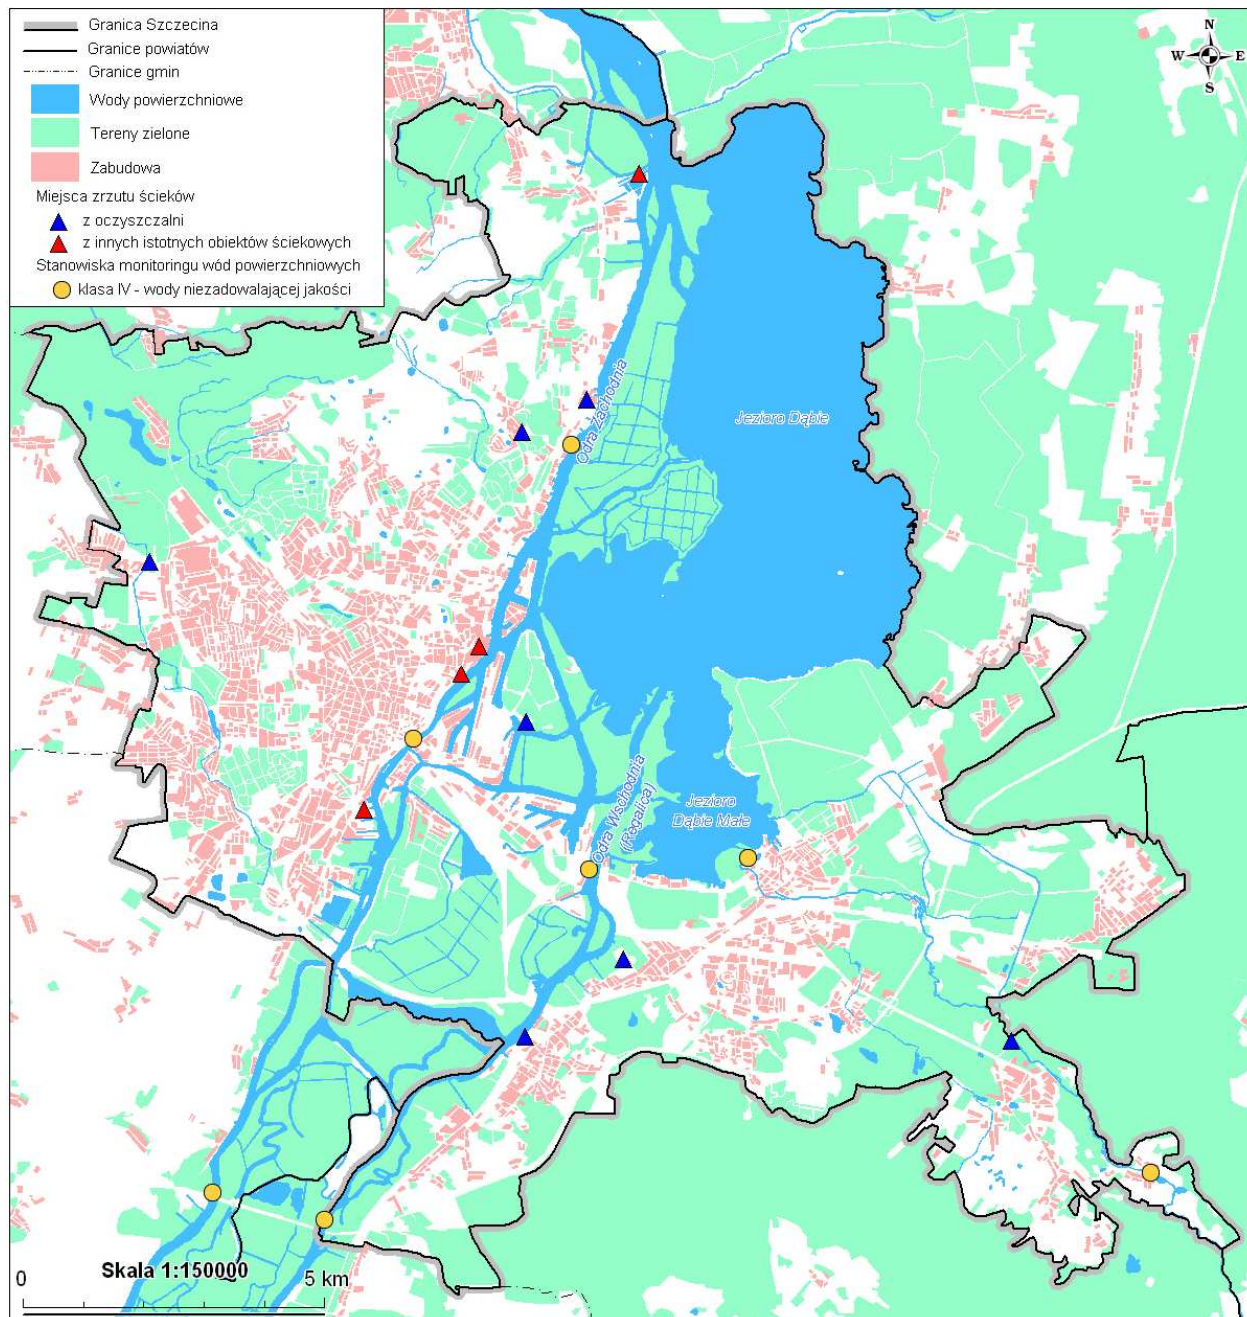 Granica Szczecina
Granice powiatów
Granice gmin
Wody powierzchniowe
Tereny zielone
Zabudowa
Miejsca zrzutu ścieków
z oczyszczalni
z innych istotnych obiektów ściekowych
Stanowiska monitoringu wód powierzchniowych
klasa IV - wody niezadowalającej jakości
N
W E
S
Odra Zachodnia
Jezioro Dąbie
Odra Wschodnia
(Regalica)
Jezioro
Dąbie Małe
Skala 1:150000
0 5 km